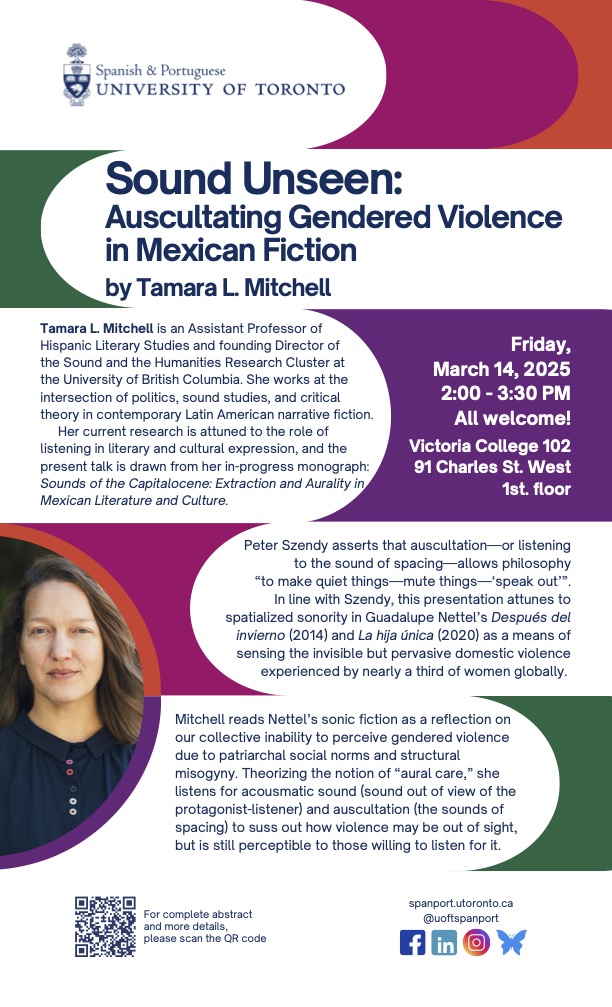 Spanish & Portuguese
UNIVERSITY OF TORONTO
Sound Unseen:
Auscultating Gendered Violence
in Mexican Fiction
by Tamara L. Mitchell
Tamara L. Mitchell is an Assistant Professor of
Hispanic Literary Studies and founding Director of
the Sound and the Humanities Research Cluster at
the University of British Columbia. She works at the
intersection of politics, sound studies, and critical
theory in contemporary Latin American narrative fiction.
Her current research is attuned to the role of
listening in literary and cultural expression, and the
present talk is drawn from her in-progress monograph:
Sounds of the Capitalocene: Extraction and Aurality in
Mexican Literature and Culture.
Friday,
March 14, 2025
2:00 - 3:30 PM
All welcome!
Victoria College 102
91 Charles St. West
1st. floor
Peter Szendy asserts that auscultation—or listening
to the sound of spacing—allows philosophy
“to make quiet things—mute things—‘speak out’”.
In line with Szendy, this presentation attunes to
spatialized sonority in Guadalupe Nettel’s Después del
invierno (2014) and La hija única (2020) as a means of
sensing the invisible but pervasive domestic violence
experienced by nearly a third of women globally.
Mitchell reads Nettel’s sonic fiction as a reflection on
our collective inability to perceive gendered violence
due to patriarchal social norms and structural
misogyny. Theorizing the notion of “aural care,” she
listens for acousmatic sound (sound out of view of the
protagonist-listener) and auscultation (the sounds of
spacing) to suss out how violence may be out of sight,
but is still perceptible to those willing to listen for it.
For complete abstract
and more details,
please scan the QR code
spanport.utoronto.ca
@uoftspanport